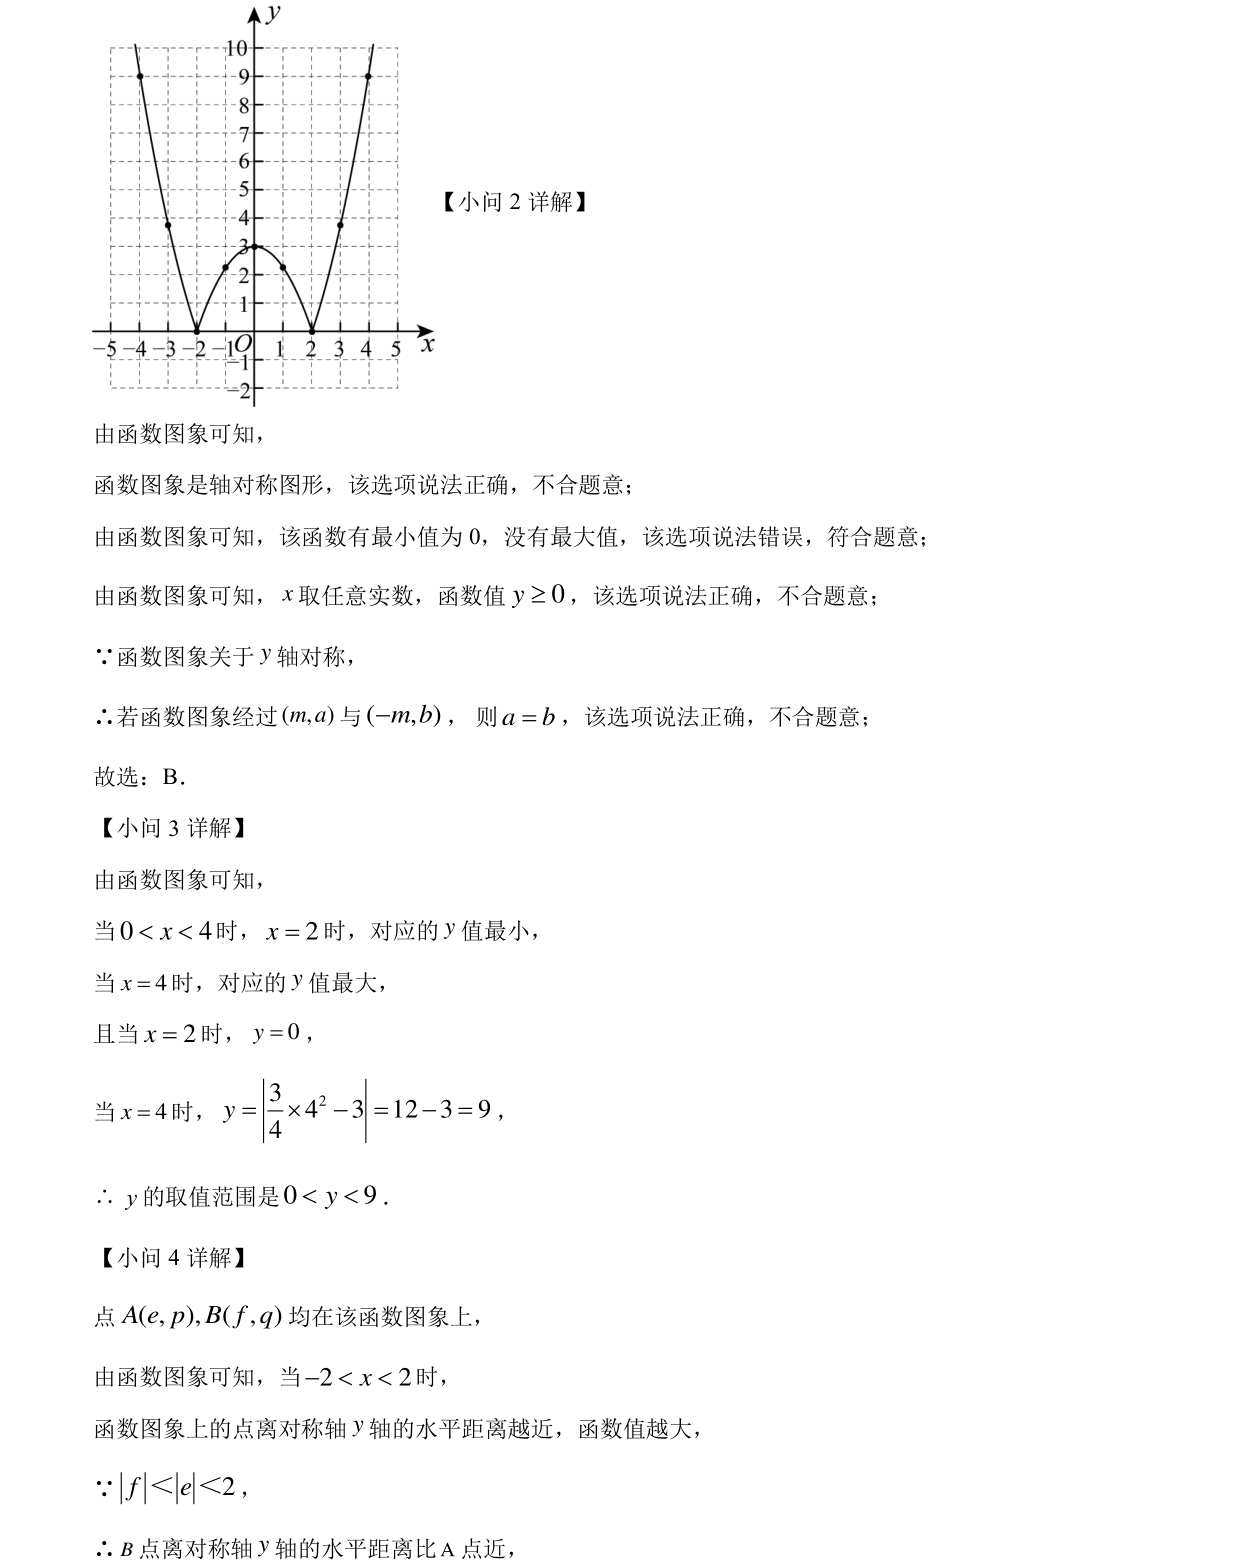 y
10
9
8
7
6
5
4
3
2
1
−5 −4 −3 −2 −1 O 1 2 3 4 5 x
−1
−2
【小问 2 详解】
由函数图象可知，
函数图象是轴对称图形，该选项说法正确，不合题意；
由函数图象可知，该函数有最小值为 0，没有最大值，该选项说法错误，符合题意；
由函数图象可知， x 取任意实数，函数值 y ≥ 0，该选项说法正确，不合题意；
∵函数图象关于 y 轴对称，
∴若函数图象经过(m,a)与(−m,b)， 则a = b，该选项说法正确，不合题意；
故选：B．
【小问 3 详解】
由函数图象可知，
当0 < x < 4时， x = 2时，对应的 y 值最小，
当 x = 4时，对应的 y 值最大，
且当 x = 2时， y = 0，
当 x = 4时， y = |3/4 × 4² − 3| = 12 − 3 = 9，
∴ y 的取值范围是0 < y < 9．
【小问 4 详解】
点 A(e, p), B(f, q) 均在该函数图象上，
由函数图象可知，当−2 < x < 2时，
函数图象上的点离对称轴 y 轴的水平距离越近，函数值越大，
∵|f|＜|e|＜2，
∴ B 点离对称轴 y 轴的水平距离比 A 点近，